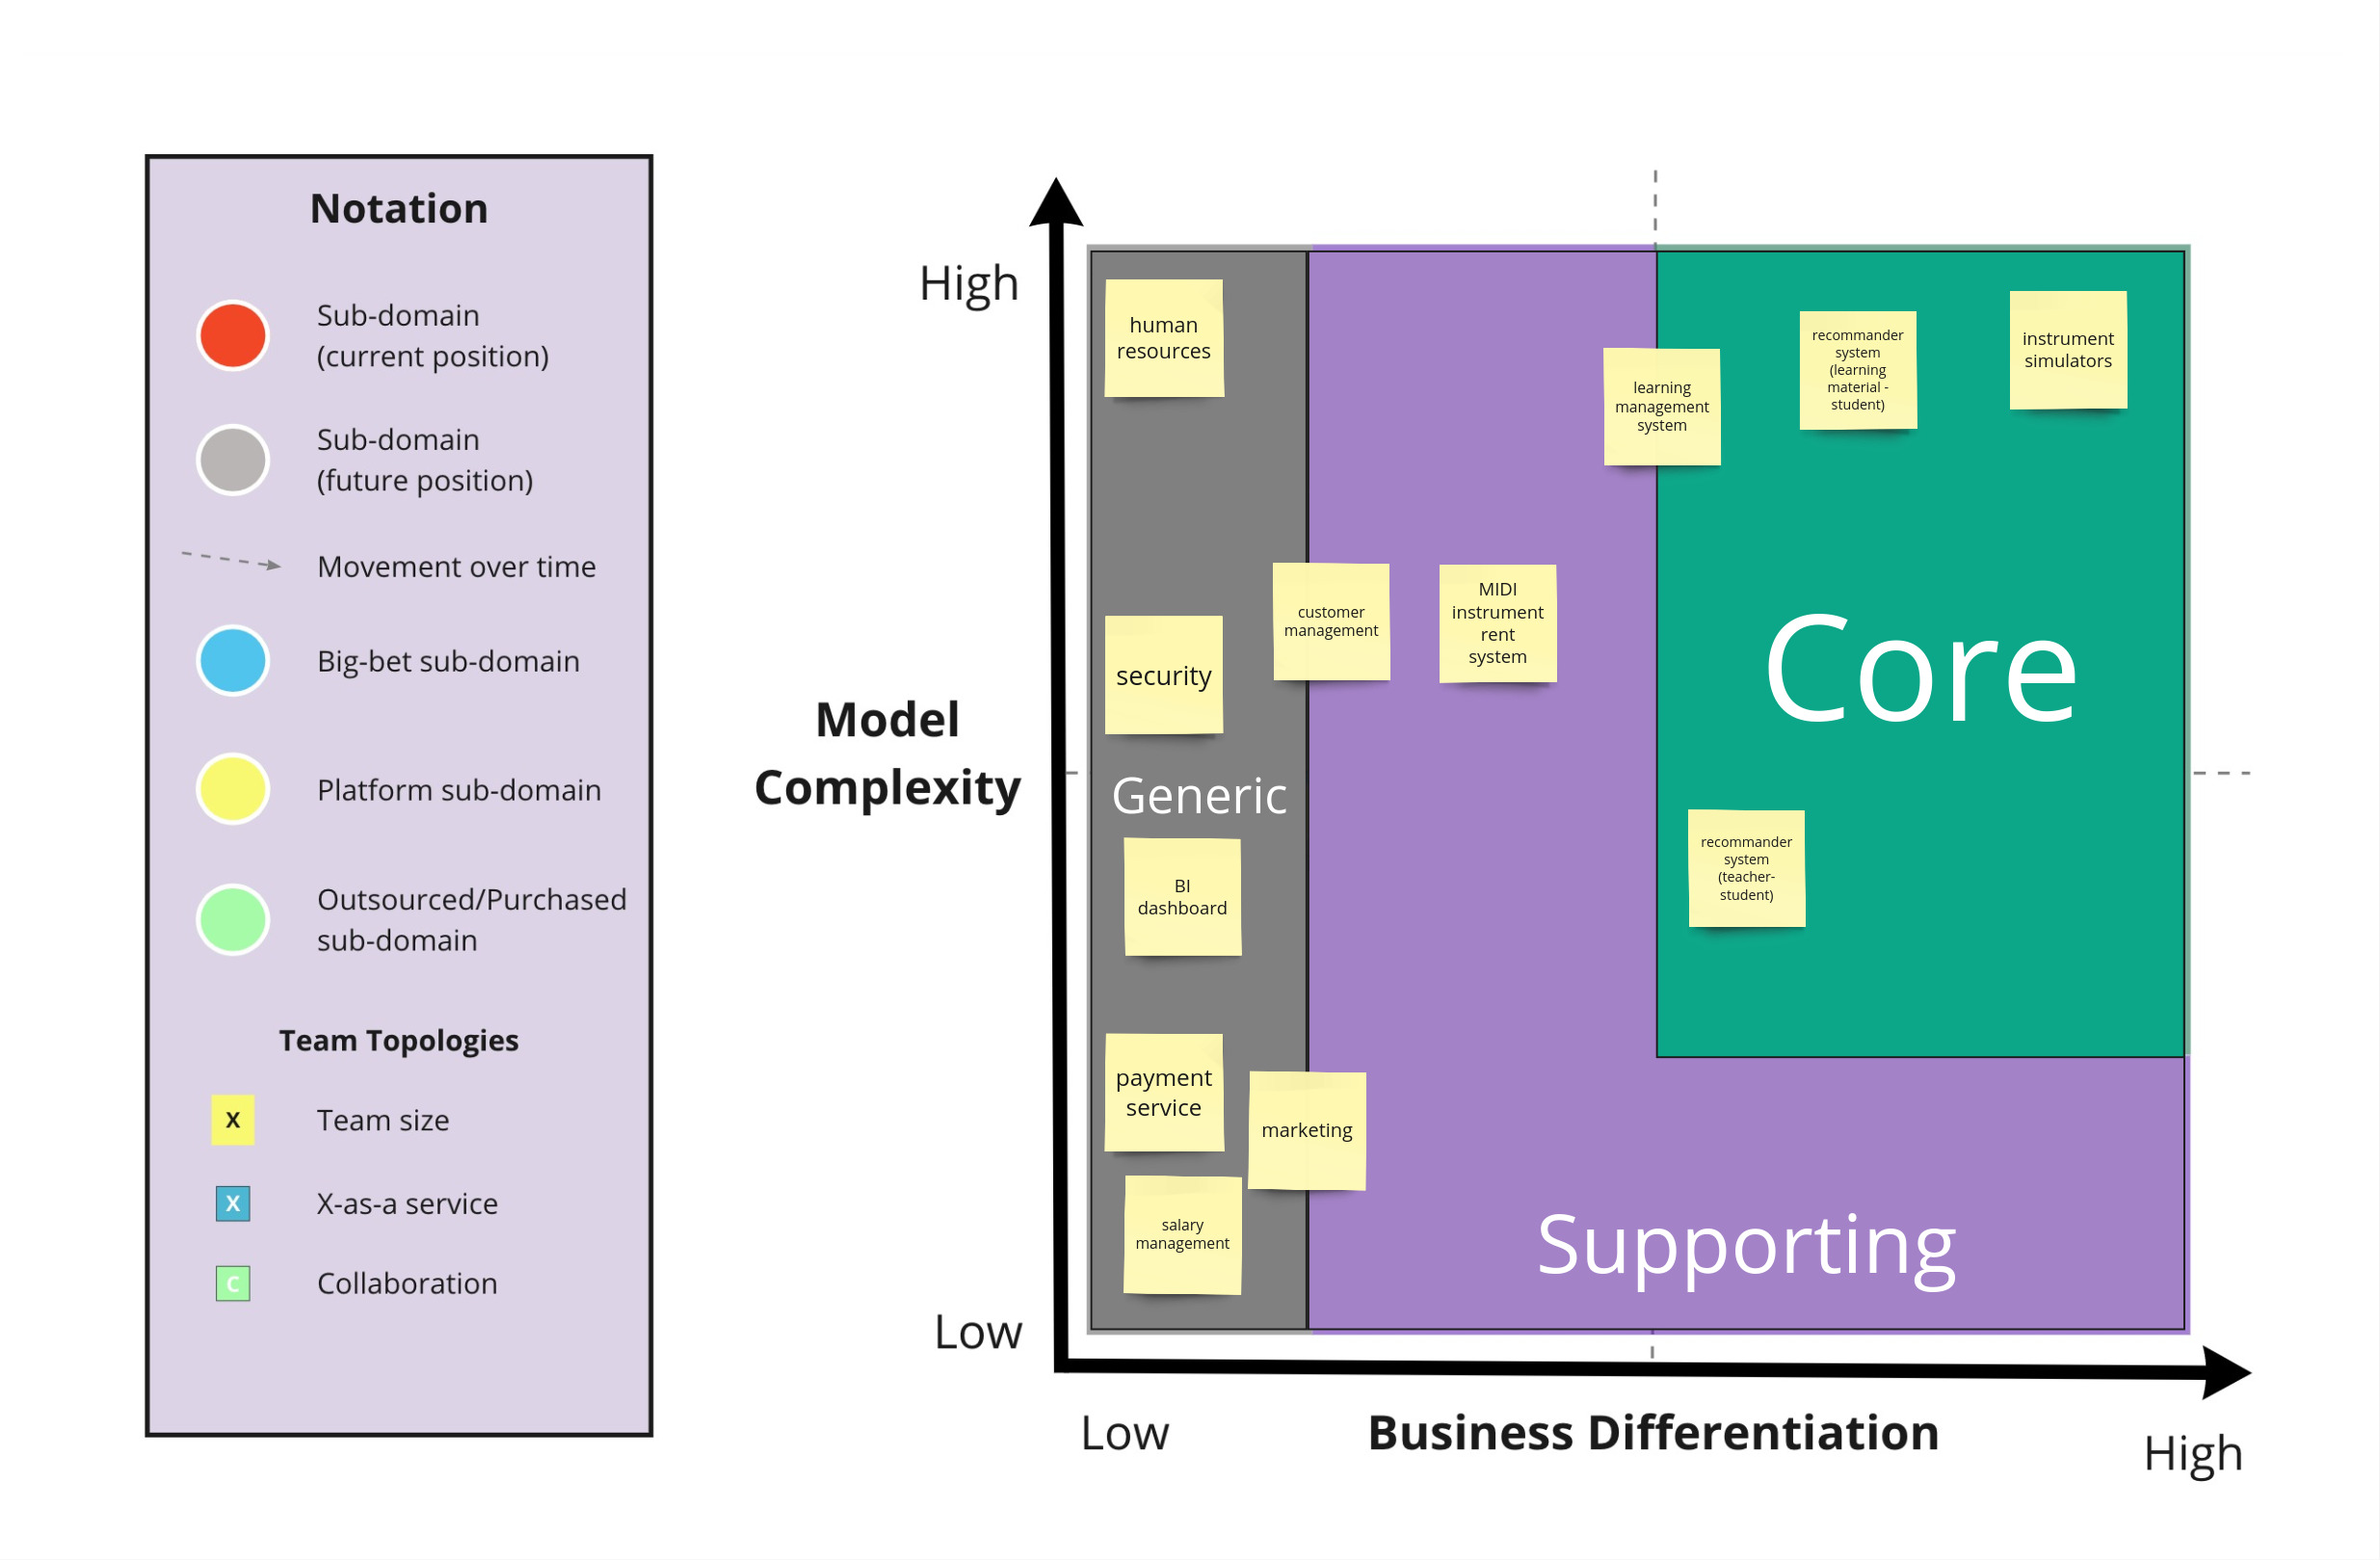 Notation
Sub-domain
(current position)
Sub-domain
(future position)
Movement over time
Big-bet sub-domain
Platform sub-domain
Outsourced/Purchased
sub-domain
Team Topologies
X
Team size
X
X-as-a service
C
Collaboration
High
Model
Complexity
Low
human
resources
security
Generic
BI
dashboard
payment
service
salary
management
marketing
customer
management
MIDI
instrument
rent
system
learning
management
system
recommander
system
(learning
material -
student)
instrument
simulators
Core
recommander
system
(teacher-
student)
Supporting
Low
Business Differentiation
High